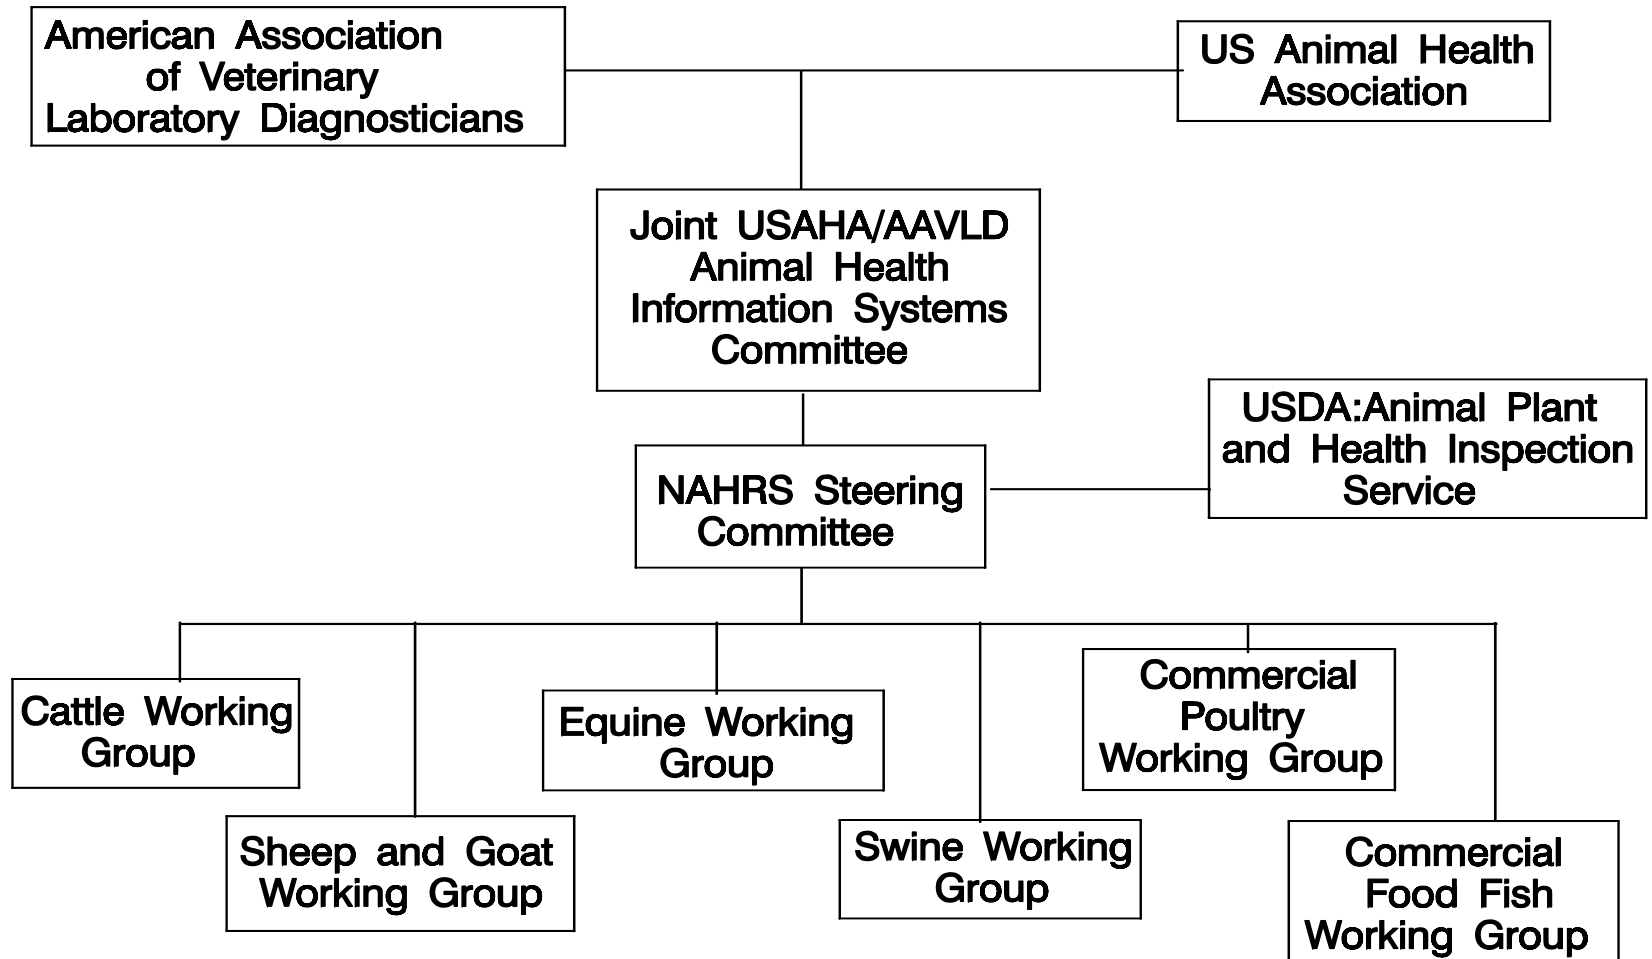 American Association
of Veterinary
Laboratory Diagnosticians
US Animal Health
Association
Joint USAHA/AAVLD
Animal Health
Information Systems
Committee
USDA:Animal Plant
and Health Inspection
Service
NAHRS Steering
Committee
Cattle Working
Group
Sheep and Goat
Working Group
Equine Working
Group
Swine Working
Group
Commercial
Poultry
Working Group
Commercial
Food Fish
Working Group